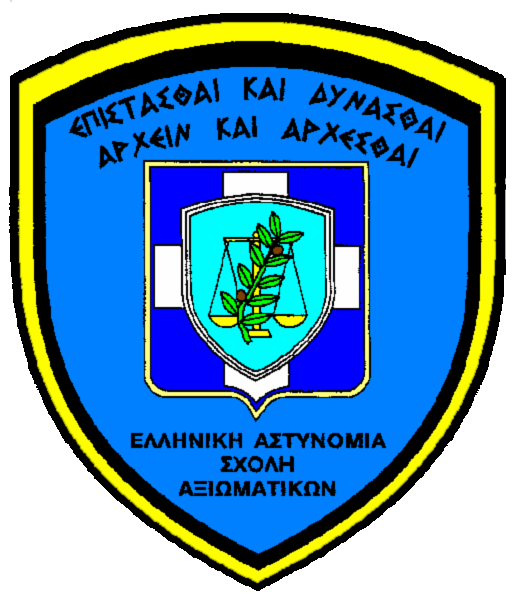 ΕΠΙΣΤΑΣΘΑΙ ΚΑΙ ΔΥΝΑΣΘΑΙ
ΑΡΧΕΙΝ ΚΑΙ ΑΡΧΕΣΘΑΙ
ΕΛΛΗΝΙΚΗ ΑΣΤΥΝΟΜΙΑ
ΣΧΟΛΗ
ΑΞΙΩΜΑΤΙΚΩΝ